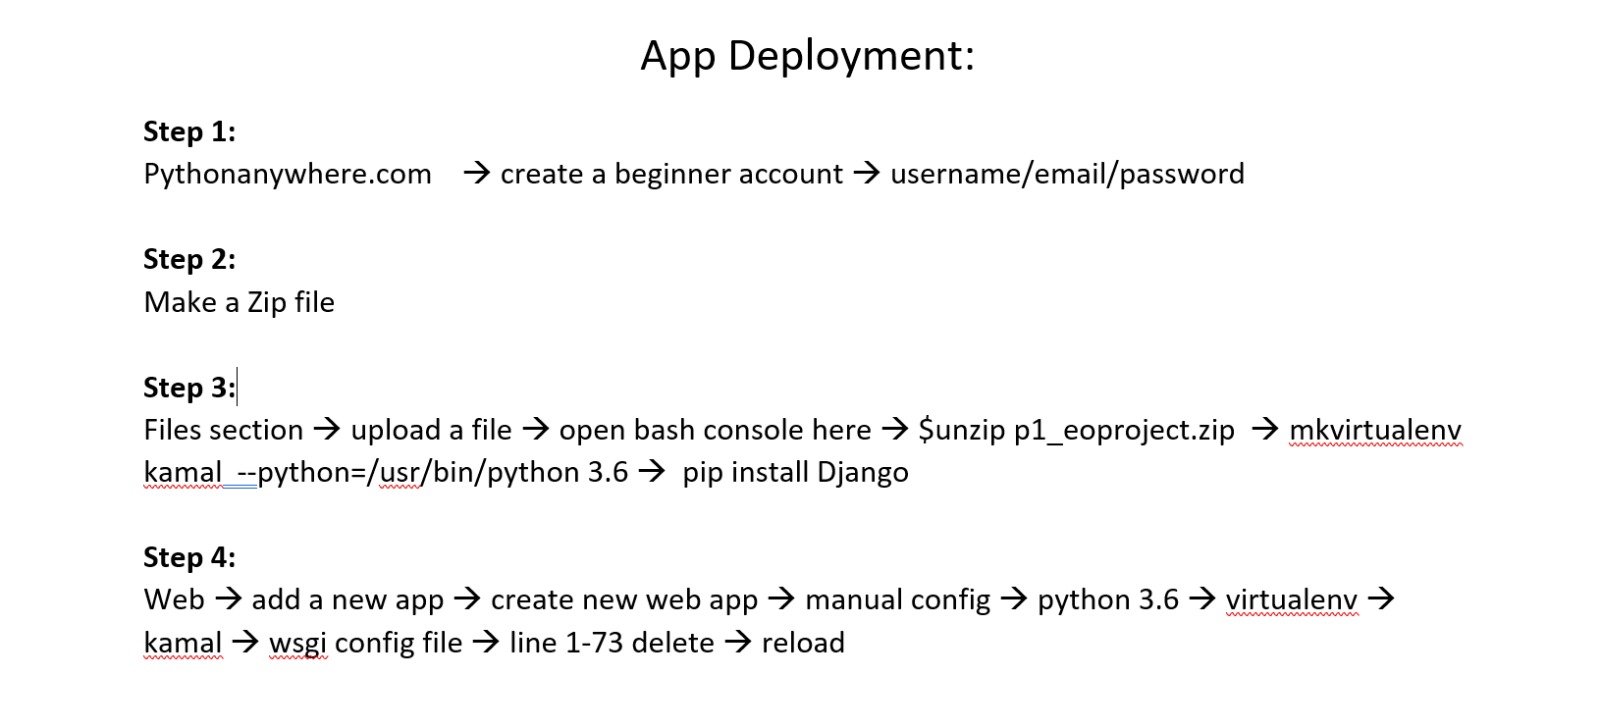 App Deployment:
Step 1:
Pythonanywhere.com → create a beginner account → username/email/password
Step 2:
Make a Zip file
Step 3:
Files section → upload a file → open bash console here → $unzip p1_eoproject.zip → mkvirtualenv
kamal --python=/usr/bin/python 3.6 → pip install Django
Step 4:
Web → add a new app → create new web app → manual config → python 3.6 → virtualenv →
kamal → wsgi config file → line 1-73 delete → reload